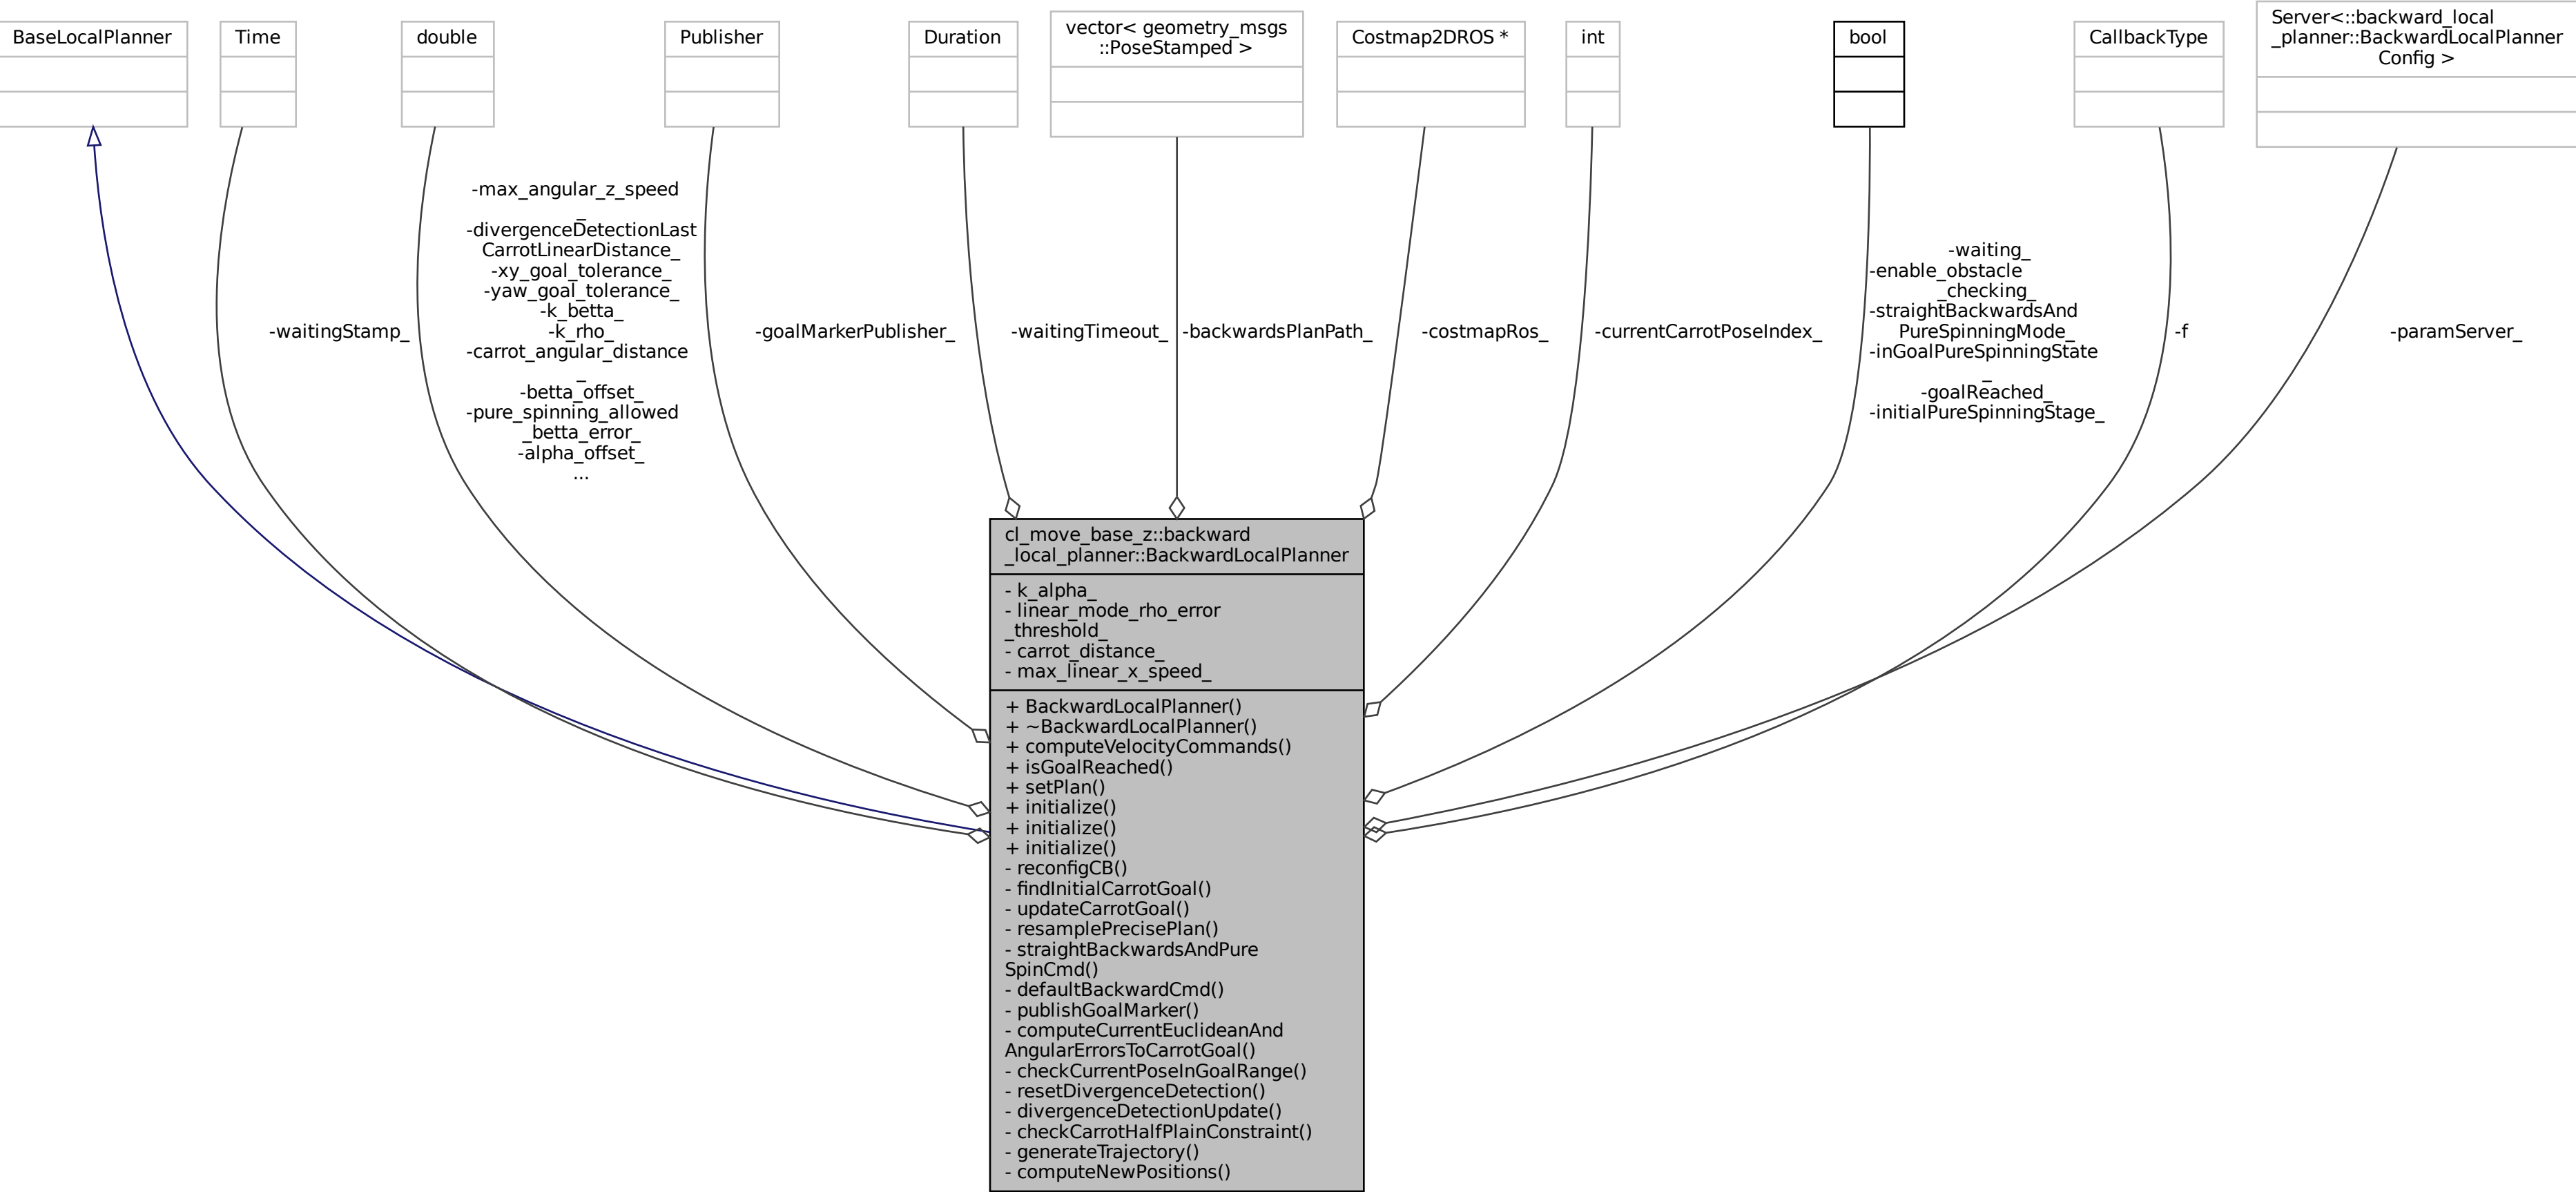 BaseLocalPlanner
Time
double
Publisher
Duration
vector< geometry_msgs
::PoseStamped >
Costmap2DROS *
int
bool
CallbackType
Server<::backward_local
_planner::BackwardLocalPlanner
Config >
-waitingStamp_
-max_angular_z_speed
_
-divergenceDetectionLast
CarrotLinearDistance_
-xy_goal_tolerance_
-yaw_goal_tolerance_
-k_betta_
-k_rho_
-carrot_angular_distance
_
-betta_offset_
-pure_spinning_allowed
_betta_error_
-alpha_offset_
...
-goalMarkerPublisher_
-waitingTimeout_
-backwardsPlanPath_
-costmapRos_
-currentCarrotPoseIndex_
-waiting_
-enable_obstacle
_checking_
-straightBackwardsAnd
PureSpinningMode_
-inGoalPureSpinningState
_
-goalReached_
-initialPureSpinningStage_
-f
-paramServer_
cl_move_base_z::backward
_local_planner::BackwardLocalPlanner
- k_alpha_
- linear_mode_rho_error
_threshold_
- carrot_distance_
- max_linear_x_speed_
+ BackwardLocalPlanner()
+ ~BackwardLocalPlanner()
+ computeVelocityCommands()
+ isGoalReached()
+ setPlan()
+ initialize()
+ initialize()
+ initialize()
- reconfigCB()
- findInitialCarrotGoal()
- updateCarrotGoal()
- resamplePrecisePlan()
- straightBackwardsAndPure
SpinCmd()
- defaultBackwardCmd()
- publishGoalMarker()
- computeCurrentEuclideanAnd
AngularErrorsToCarrotGoal()
- checkCurrentPoseInGoalRange()
- resetDivergenceDetection()
- divergenceDetectionUpdate()
- checkCarrotHalfPlainConstraint()
- generateTrajectory()
- computeNewPositions()